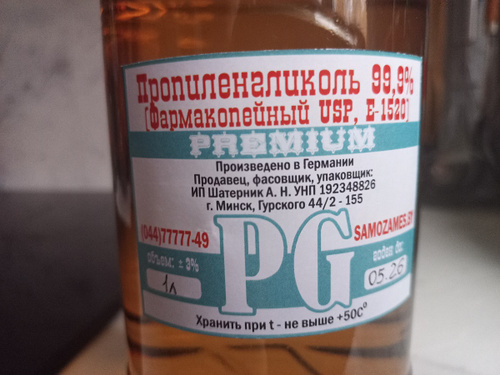 Пропиленгликоль 99,9%
(Фармакопейный USP, E-1520)
PREMIUM
Произведено в Германии
Продавец, фасовщик, упаковщик:
ИП Шатерник А. Н. УНП 192348826
г. Минск, Гурского 44/2 - 155
(044)77777-49
SAMOZAMES.BY
объем: ± 3%
1л
PG
годен до:
05.26
Хранить при t - не выше +50C°